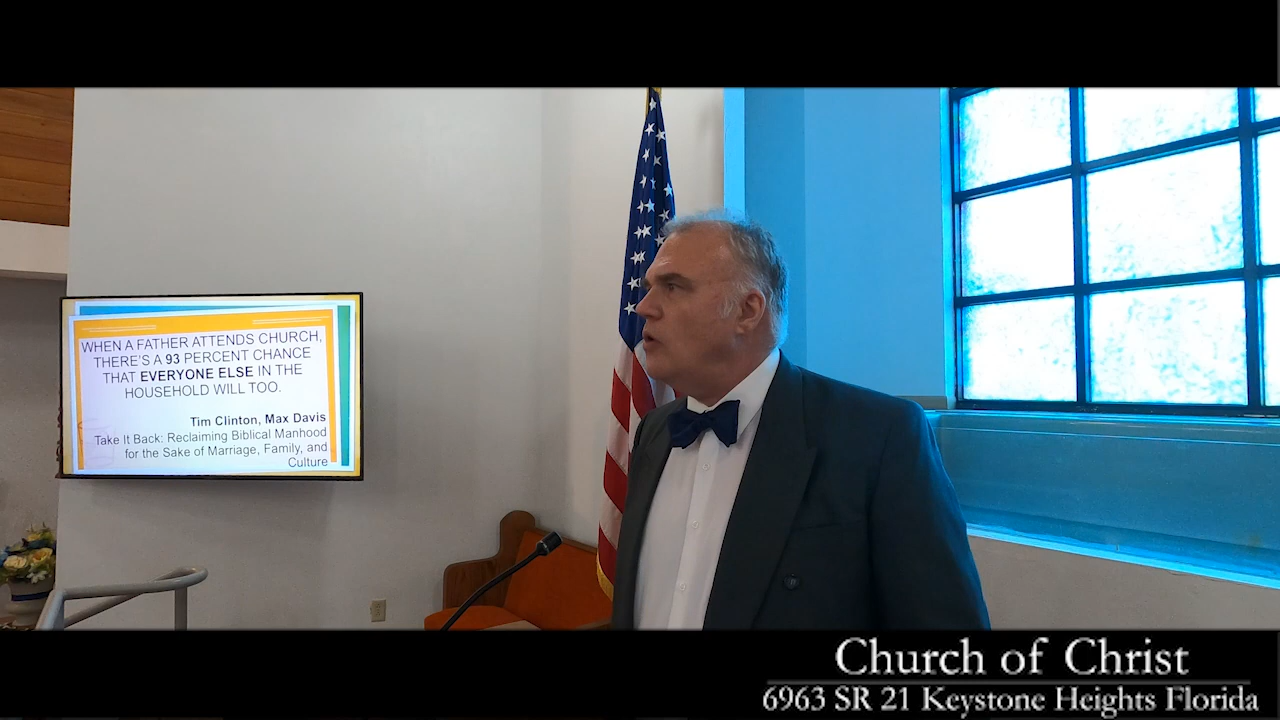 WHEN A FATHER ATTENDS CHURCH,
THERE'S A 93 PERCENT CHANCE
THAT EVERYONE ELSE IN THE
HOUSEHOLD WILL TOO.
Tim Clinton, Max Davis
Take It Back: Reclaiming Biblical Manhood
for the Sake of Marriage, Family, and
Culture
Church of Christ
6963 SR 21 Keystone Heights Florida